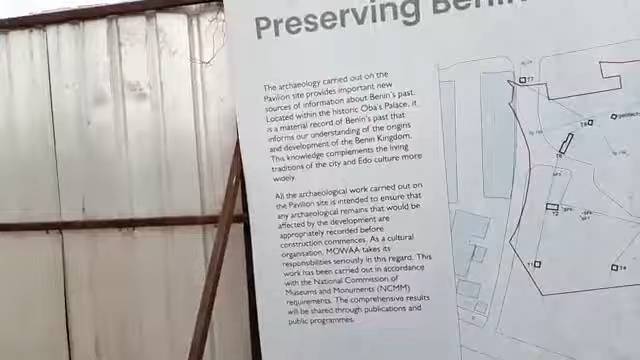 Preserving Benin
The archaeology carried out on the
Pavilion site provides important new
sources of information about Benin's past.
Located within the historic Oba's Palace, it
is a material record of Benin's past that
informs our understanding of the origins
and development of the Benin Kingdom.
This knowledge complements the living
traditions of the city and Edo culture more
widely.
All the archaeological work carried out on
the Pavilion site is intended to ensure that
any archaeological remains that would be
affected by the development are
appropriately recorded before
construction commences. As a cultural
organisation, MOWAA takes its
responsibilities seriously in this regard. This
work has been carried out in accordance
with the National Commission of
Museums and Monuments (NCMM)
requirements. The comprehensive results
will be shared through publications and
public programmes.